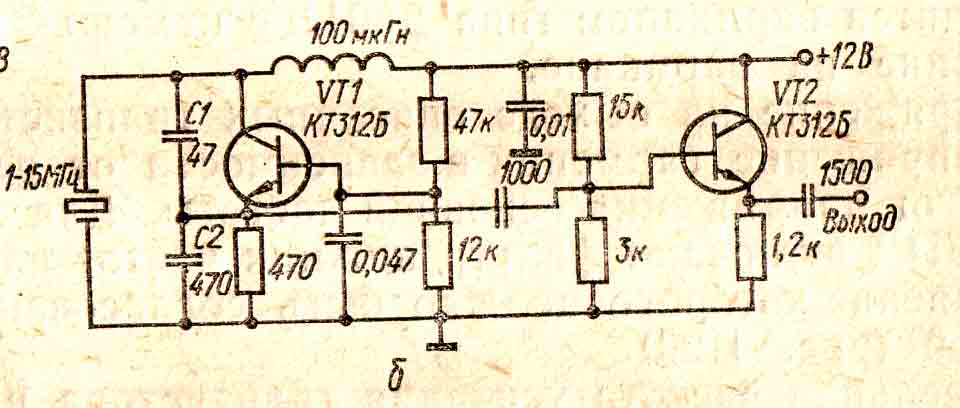 в
100 мкГн
+12В
VT1
КТ312Б
VT2
КТ312Б
C1
47
47к
0,01
15к
1-15МГц
1000
1500
Выход
C2
470
470
0,047
12к
3к
1,2к
б